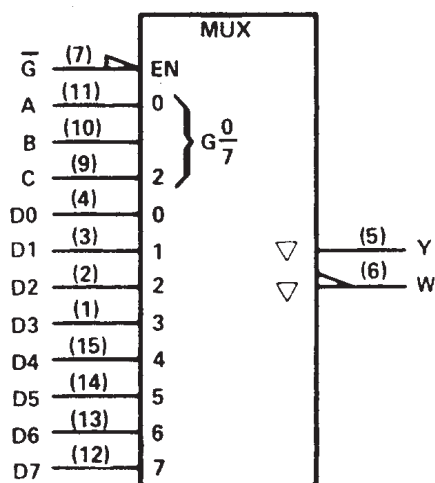 MUX
G̅ (7) EN
A (11) 0
B (10) G 0/7
C (9) 2
D0 (4) 0
D1 (3) 1 ▽ (5) Y
D2 (2) 2 ▽ (6) W
D3 (1) 3
D4 (15) 4
D5 (14) 5
D6 (13) 6
D7 (12) 7